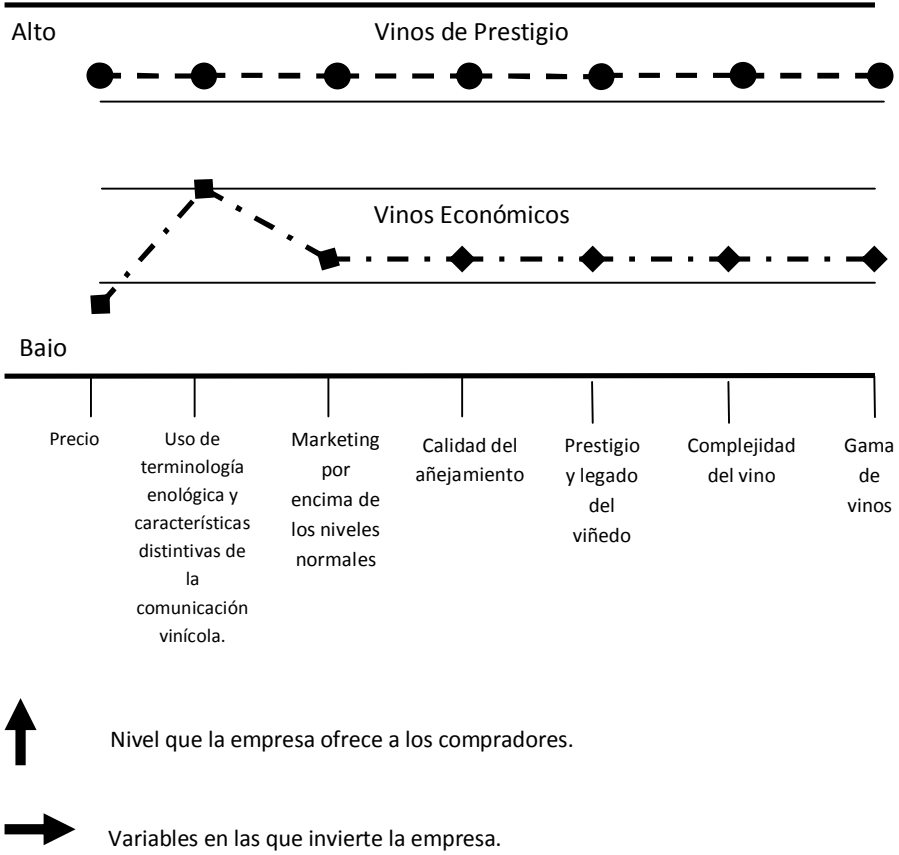 Alto
Vinos de Prestigio
Vinos Económicos
Bajo
Precio
Uso de
terminología
enológica y
características
distintivas de
la
comunicación
vinícola.
Marketing
por
encima de
los niveles
normales
Calidad del
añejamiento
Prestigio
y legado
del
viñedo
Complejidad
del vino
Gama
de
vinos
Nivel que la empresa ofrece a los compradores.
Variables en las que invierte la empresa.